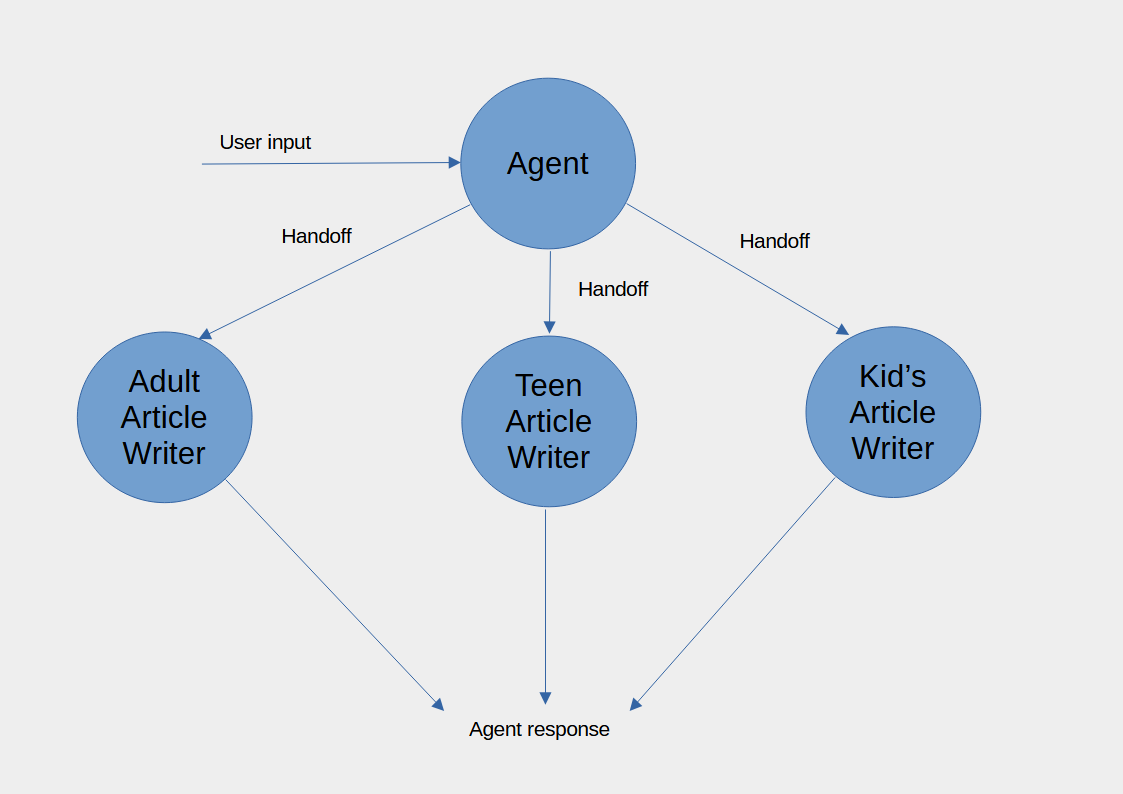 User input
Agent
Handoff
Handoff
Handoff
Adult
Article
Writer
Teen
Article
Writer
Kid’s
Article
Writer
Agent response